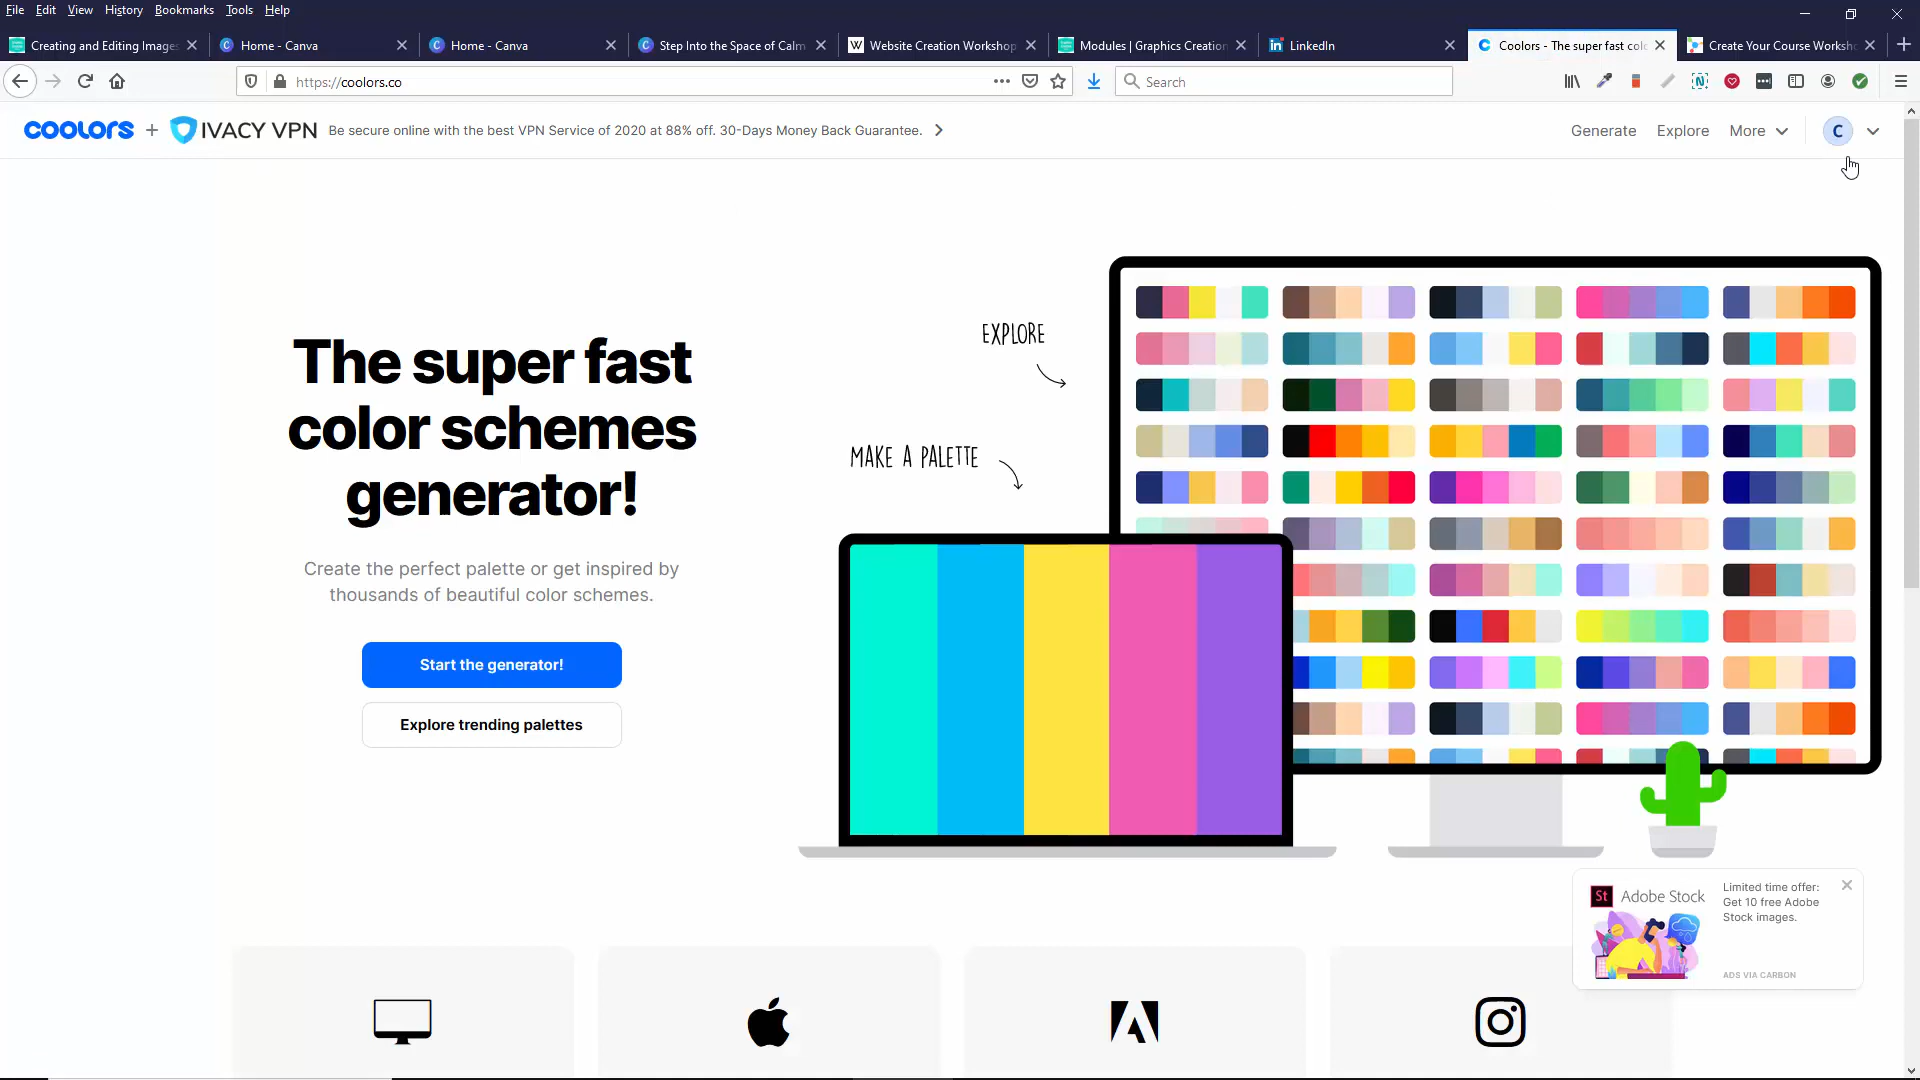 File Edit View History Bookmarks Tools Help
Creating and Editing Images
Home - Canva
Home - Canva
Step Into the Space of Calm
Website Creation Workshop
Modules | Graphics Creation
LinkedIn
Coolors - The super fast colo
Create Your Course Worksho
https://coolors.co
Search
coolors + IVACY VPN Be secure online with the best VPN Service of 2020 at 88% off. 30-Days Money Back Guarantee.
Generate Explore More C
The super fast
color schemes
generator!
Create the perfect palette or get inspired by
thousands of beautiful color schemes.
Start the generator!
Explore trending palettes
EXPLORE
MAKE A PALETTE
St Adobe Stock
Limited time offer:
Get 10 free Adobe
Stock images.
ADS VIA CARBON